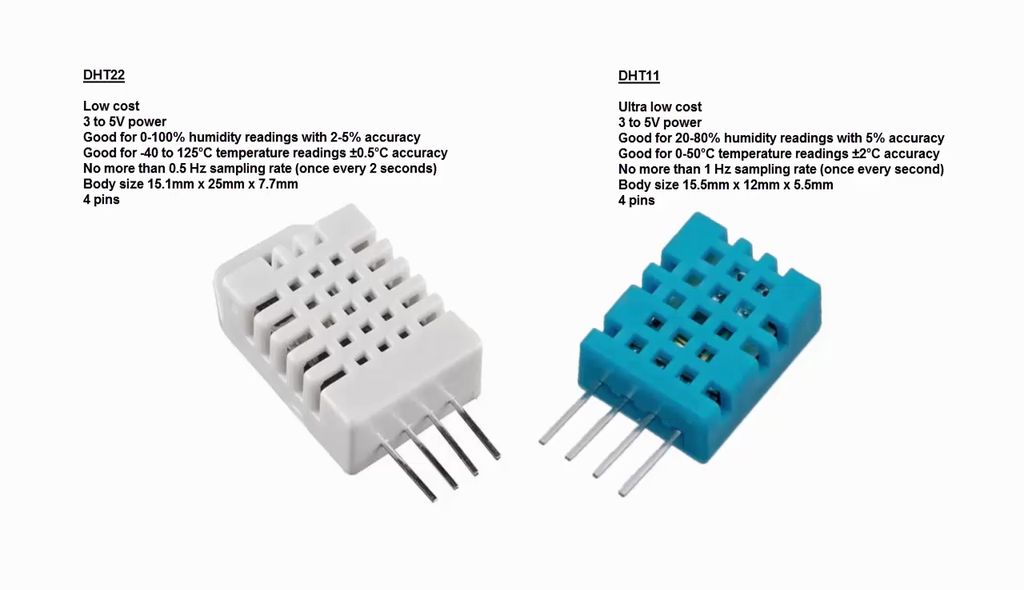 DHT22
Low cost
3 to 5V power
Good for 0-100% humidity readings with 2-5% accuracy
Good for -40 to 125°C temperature readings ±0.5°C accuracy
No more than 0.5 Hz sampling rate (once every 2 seconds)
Body size 15.1mm x 25mm x 7.7mm
4 pins
DHT11
Ultra low cost
3 to 5V power
Good for 20-80% humidity readings with 5% accuracy
Good for 0-50°C temperature readings ±2°C accuracy
No more than 1 Hz sampling rate (once every second)
Body size 15.5mm x 12mm x 5.5mm
4 pins